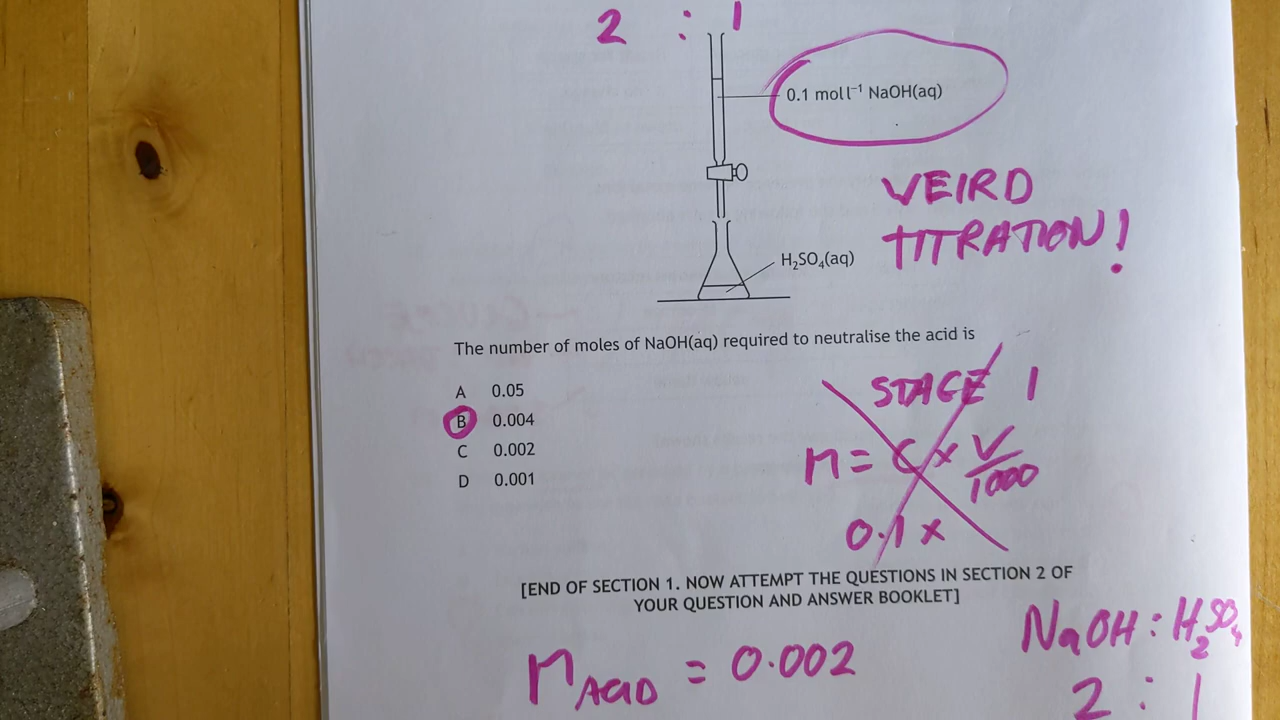 2 : 1
0.1 mol l⁻¹ NaOH(aq)
WEIRD
TITRATION!
H₂SO₄(aq)
The number of moles of NaOH(aq) required to neutralise the acid is
A 0.05
B 0.004
C 0.002
D 0.001
STAGE 1
n = C x V/1000
0.1 x
[END OF SECTION 1. NOW ATTEMPT THE QUESTIONS IN SECTION 2 OF
YOUR QUESTION AND ANSWER BOOKLET]
NaOH : H₂SO₄
n ACID = 0.002
2 : 1